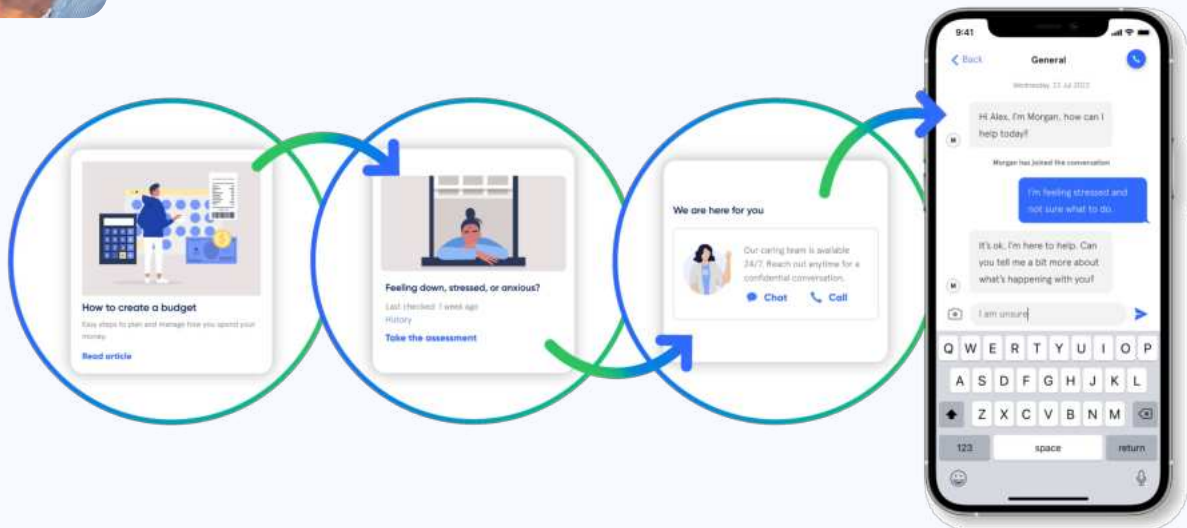 How to create a budget
Easy steps to plan and manage how you spend your
money.
Read article
Feeling down, stressed, or anxious?
Last checked: 1 week ago
History
Take the assessment
We are here for you
Our caring team is available
24/7. Reach out anytime for a
confidential conversation.
Chat Call
9:41
Back General
Wednesday, 23 Jul 2022
Hi Alex, I'm Morgan, how can I
help today?
M
Morgan has joined the conversation
I'm feeling stressed and
not sure what to do.
It's ok, I'm here to help. Can
you tell me a bit more about
what's happening with you?
M
I am unsure
Q W E R T Y U I O P
A S D F G H J K L
Z X C V B N M
123 space return